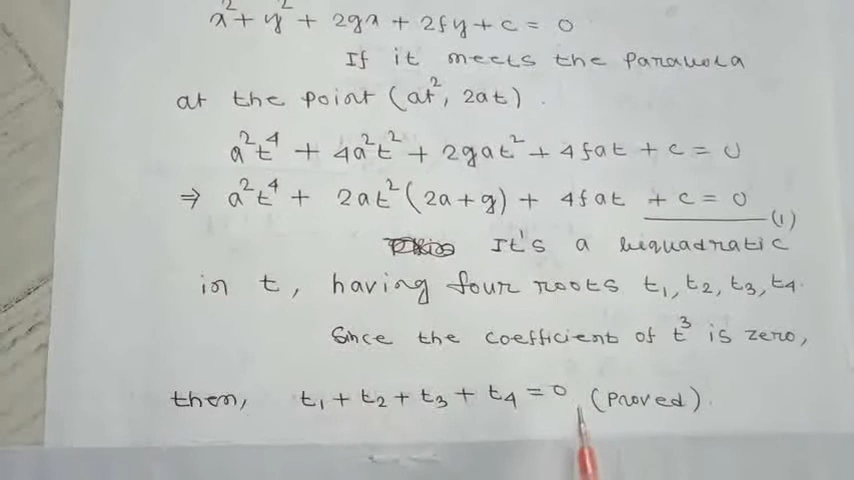 x² + y² + 2gx + 2fy + c = 0
If it meets the parabola
at the point (at², 2at).
a²t⁴ + 4a²t² + 2gat² + 4fat + c = 0
⇒ a²t⁴ + 2at²(2a+g) + 4fat + c = 0 (1)
It's a biquadratic
in t, having four roots t₁, t₂, t₃, t₄.
Since the coefficient of t³ is zero,
then, t₁ + t₂ + t₃ + t₄ = 0 (Proved).